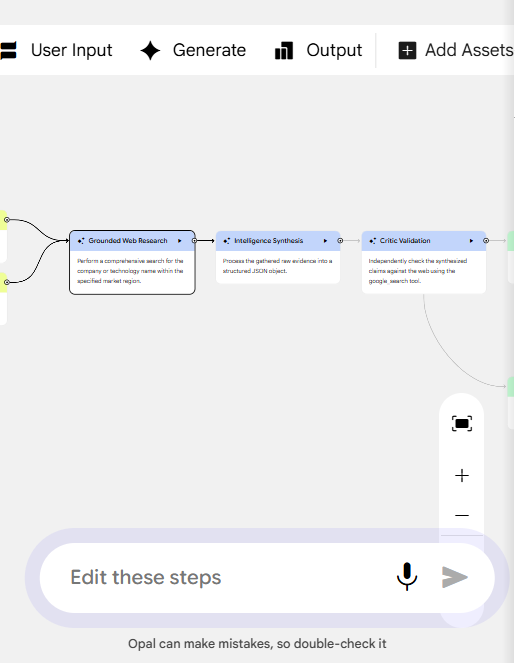 User Input
Generate
Output
Add Assets
Grounded Web Research
Perform a comprehensive search for the
company or technology name within the
specified market region.
Intelligence Synthesis
Process the gathered raw evidence into a
structured JSON object.
Critic Validation
Independently check the synthesized
claims against the web using the
google_search tool.
Edit these steps
Opal can make mistakes, so double-check it